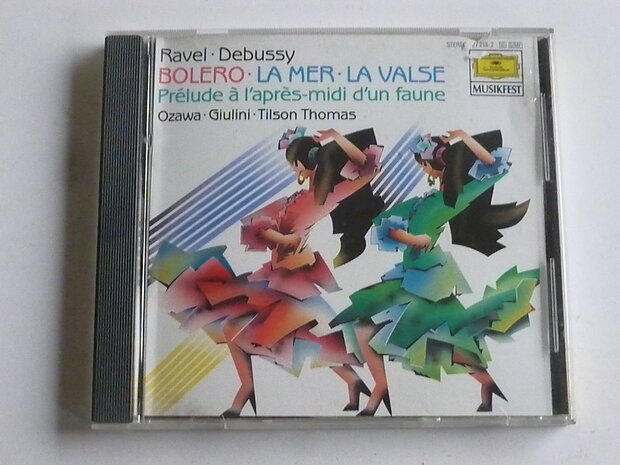 Ravel · Debussy
BOLERO · LA MER · LA VALSE
Prélude à l'après-midi d'un faune
Ozawa · Giulini · Tilson Thomas
STEREO
MUSIKFEST